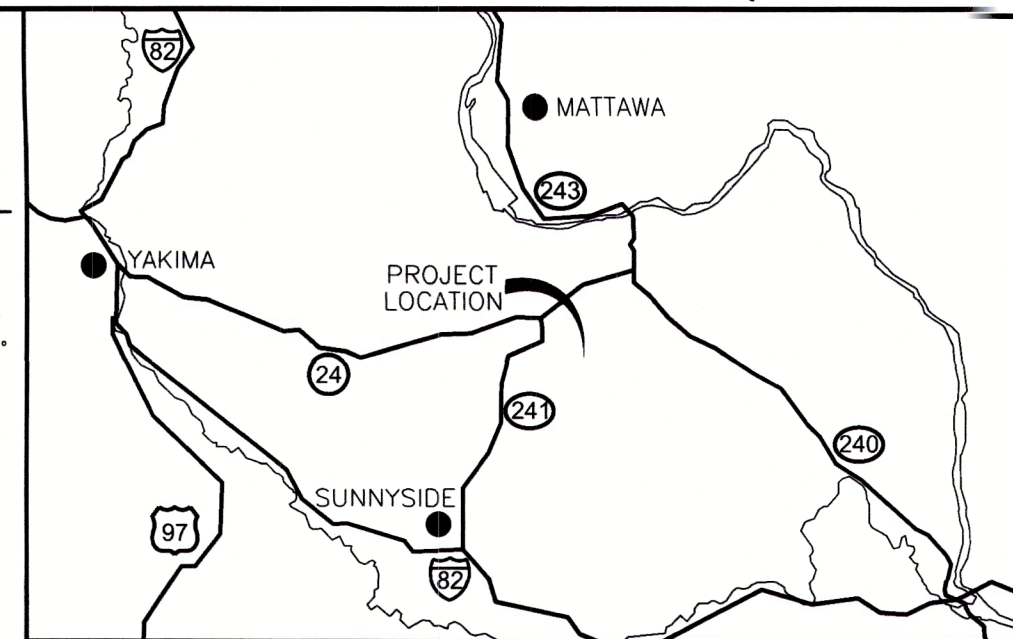 82
MATTAWA
243
YAKIMA
PROJECT
LOCATION
24
241
240
SUNNYSIDE
97
82